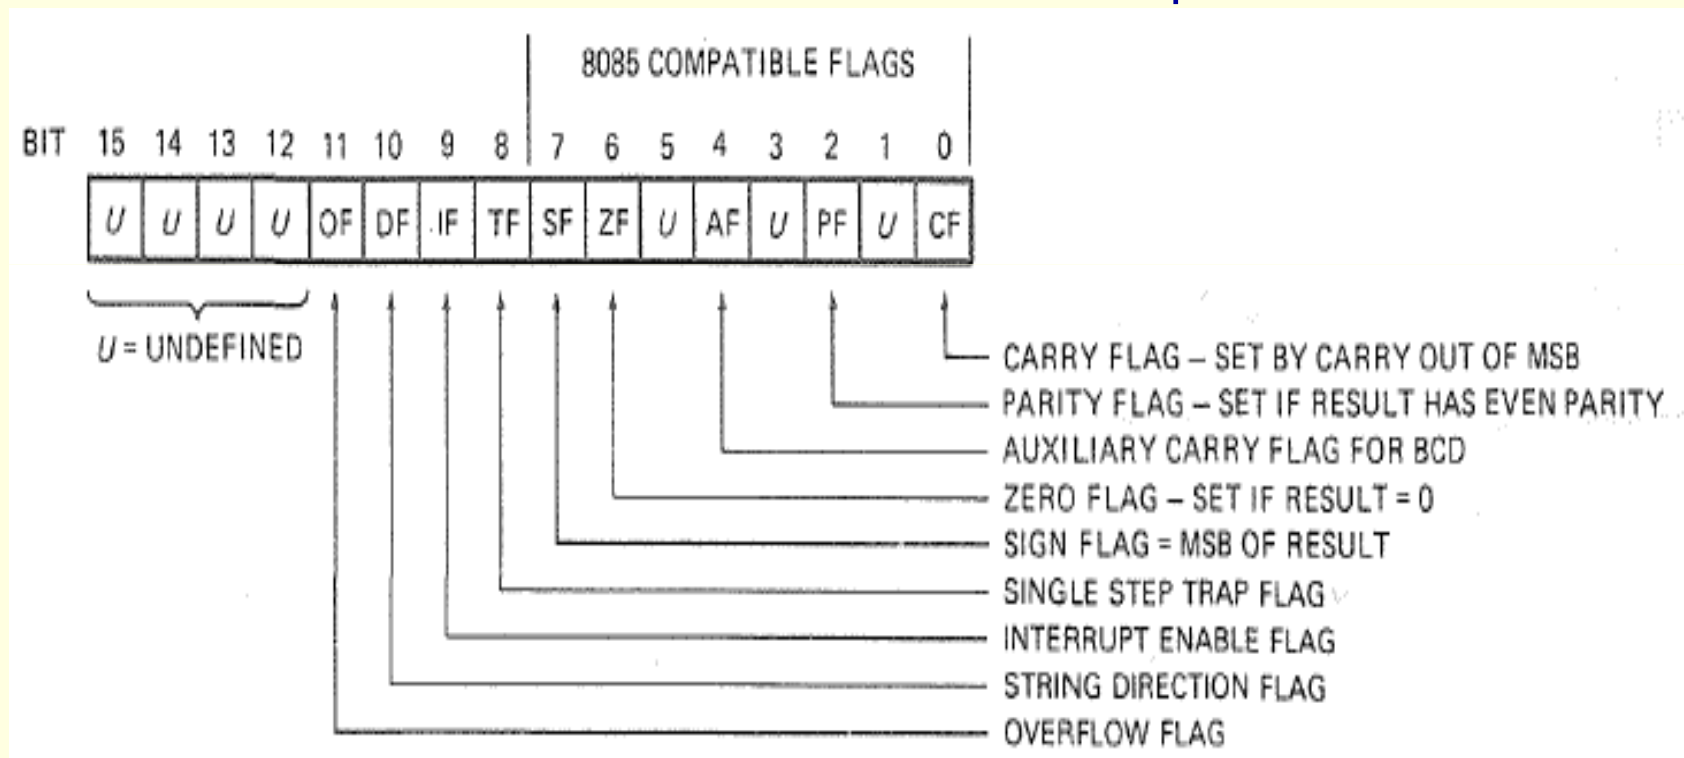 8085 COMPATIBLE FLAGS
BIT 15 14 13 12 11 10 9 8 7 6 5 4 3 2 1 0
U U U U OF DF IF TF SF ZF U AF U PF U CF
U = UNDEFINED
CARRY FLAG – SET BY CARRY OUT OF MSB
PARITY FLAG – SET IF RESULT HAS EVEN PARITY
AUXILIARY CARRY FLAG FOR BCD
ZERO FLAG – SET IF RESULT = 0
SIGN FLAG = MSB OF RESULT
SINGLE STEP TRAP FLAG
INTERRUPT ENABLE FLAG
STRING DIRECTION FLAG
OVERFLOW FLAG